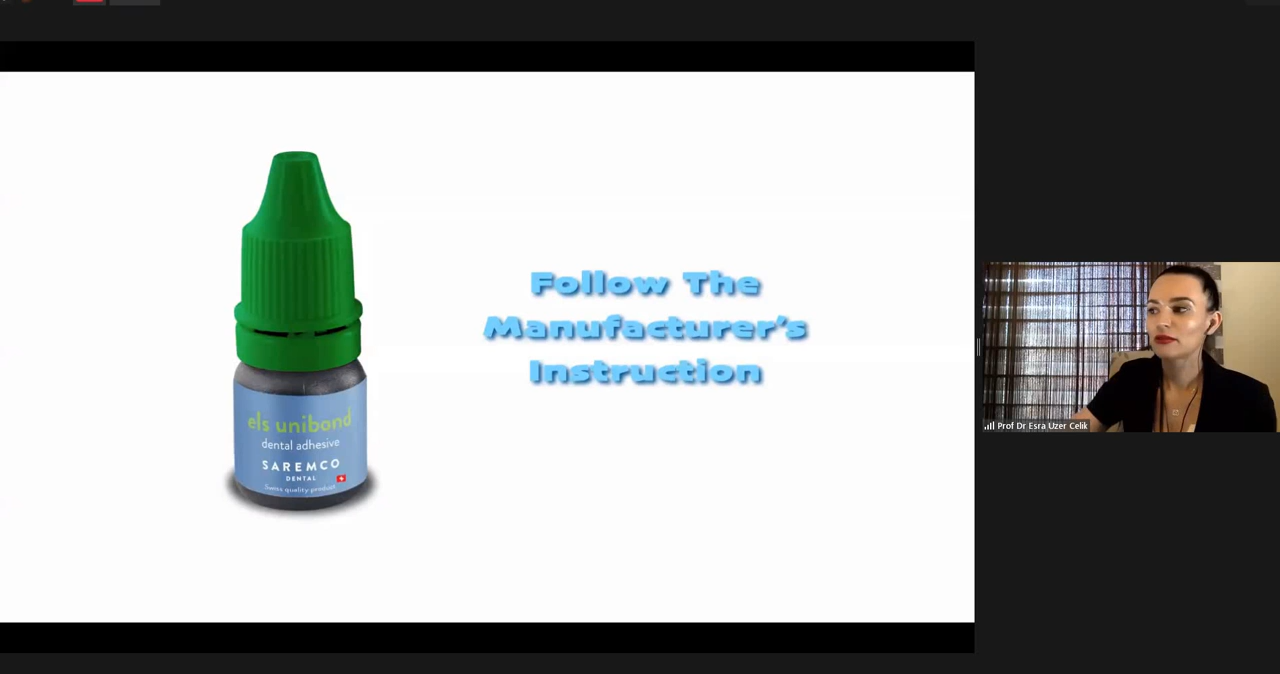 Follow The
Manufacturer's
Instruction
els unibond
dental adhesive
SAREMCO
DENTAL
Swiss quality product
Prof Dr Esra Uzer Celik